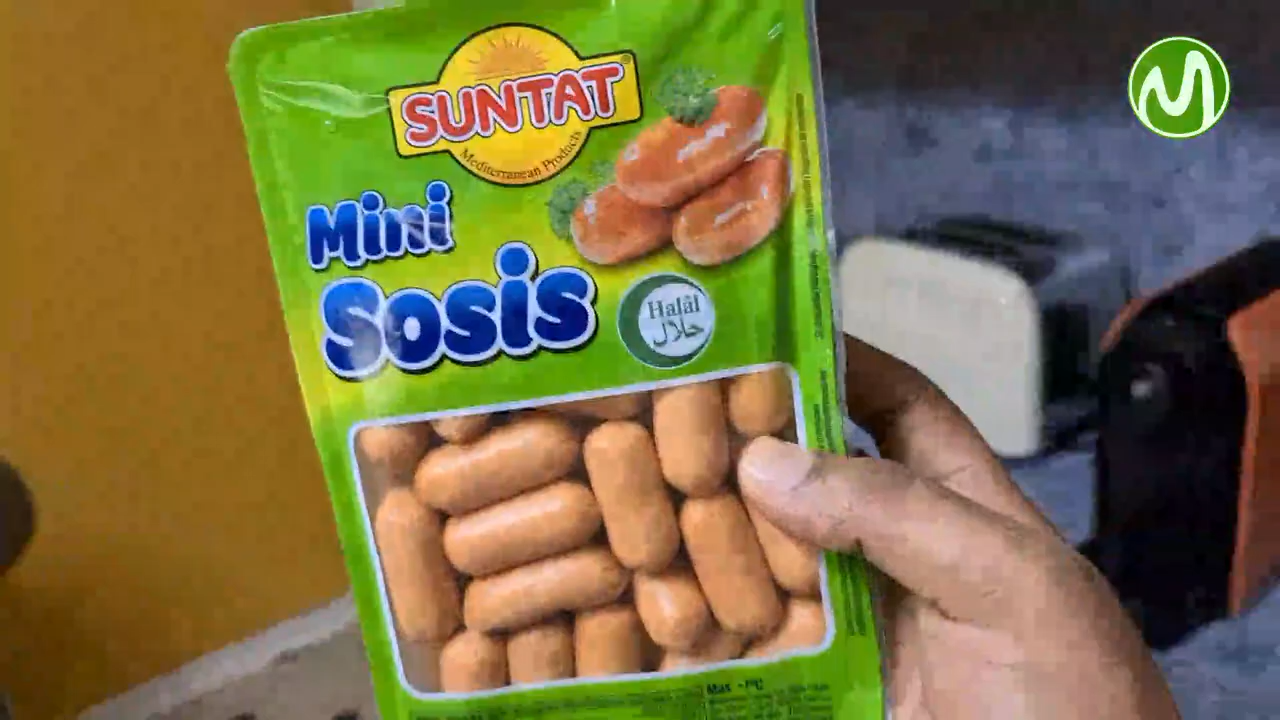 SUNTAT
Mediterranean Products
Mini
Sosis
Halâl
حلال